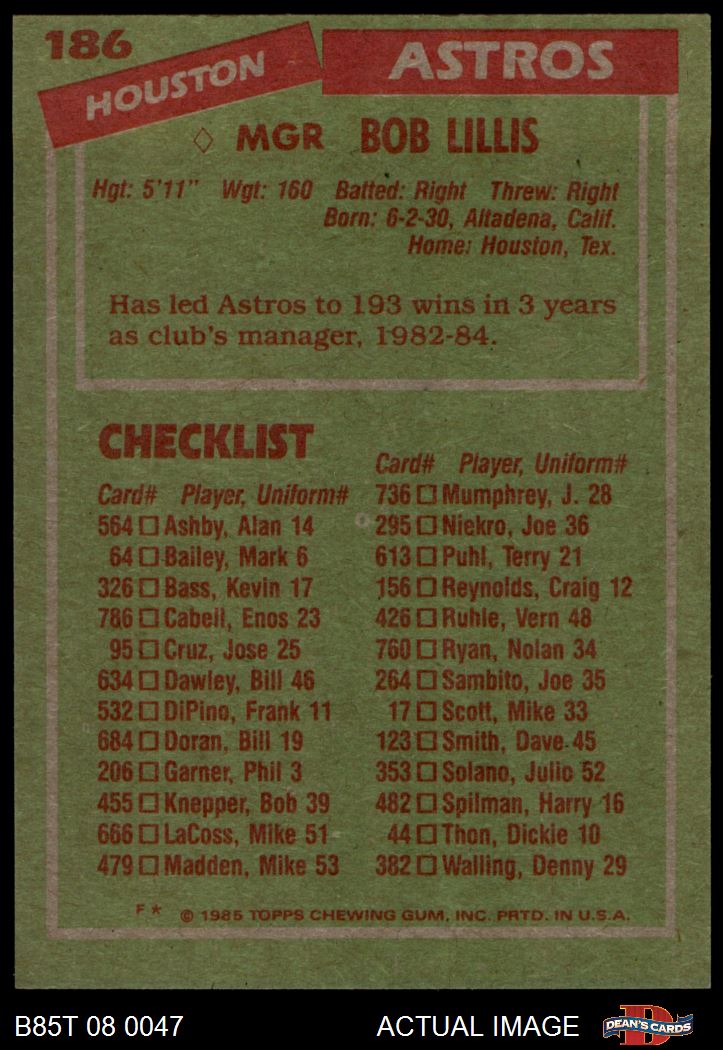 186
HOUSTON ASTROS
MGR BOB LILLIS
Hgt: 5'11" Wgt: 160 Batted: Right Threw: Right
Born: 6-2-30, Altadena, Calif.
Home: Houston, Tex.
Has led Astros to 193 wins in 3 years
as club's manager, 1982-84.
CHECKLIST
Card# Player, Uniform#
564 Ashby, Alan 14
64 Bailey, Mark 6
326 Bass, Kevin 17
786 Cabell, Enos 23
95 Cruz, Jose 25
634 Dawley, Bill 46
532 DiPino, Frank 11
684 Doran, Bill 19
206 Garner, Phil 3
455 Knepper, Bob 39
666 LaCoss, Mike 51
479 Madden, Mike 53
Card# Player, Uniform#
736 Mumphrey, J. 28
295 Niekro, Joe 36
613 Puhl, Terry 21
156 Reynolds, Craig 12
426 Ruhle, Vern 48
760 Ryan, Nolan 34
264 Sambito, Joe 35
17 Scott, Mike 33
123 Smith, Dave 45
353 Solano, Julio 52
482 Spilman, Harry 16
44 Thon, Dickie 10
382 Walling, Denny 29
F* © 1985 TOPPS CHEWING GUM, INC. PRTD. IN U.S.A.
B85T 08 0047 ACTUAL IMAGE
D
DEAN'S CARDS